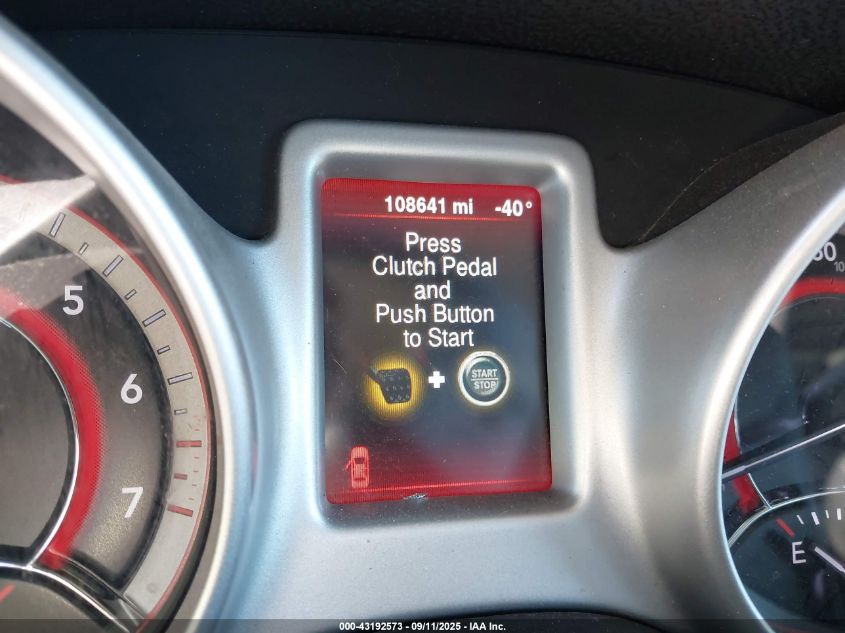 108641 mi -40°
Press
Clutch Pedal
and
Push Button
to Start
START
STOP
5
6
7
E
000-43192573 - 09/11/2025 - IAA Inc.